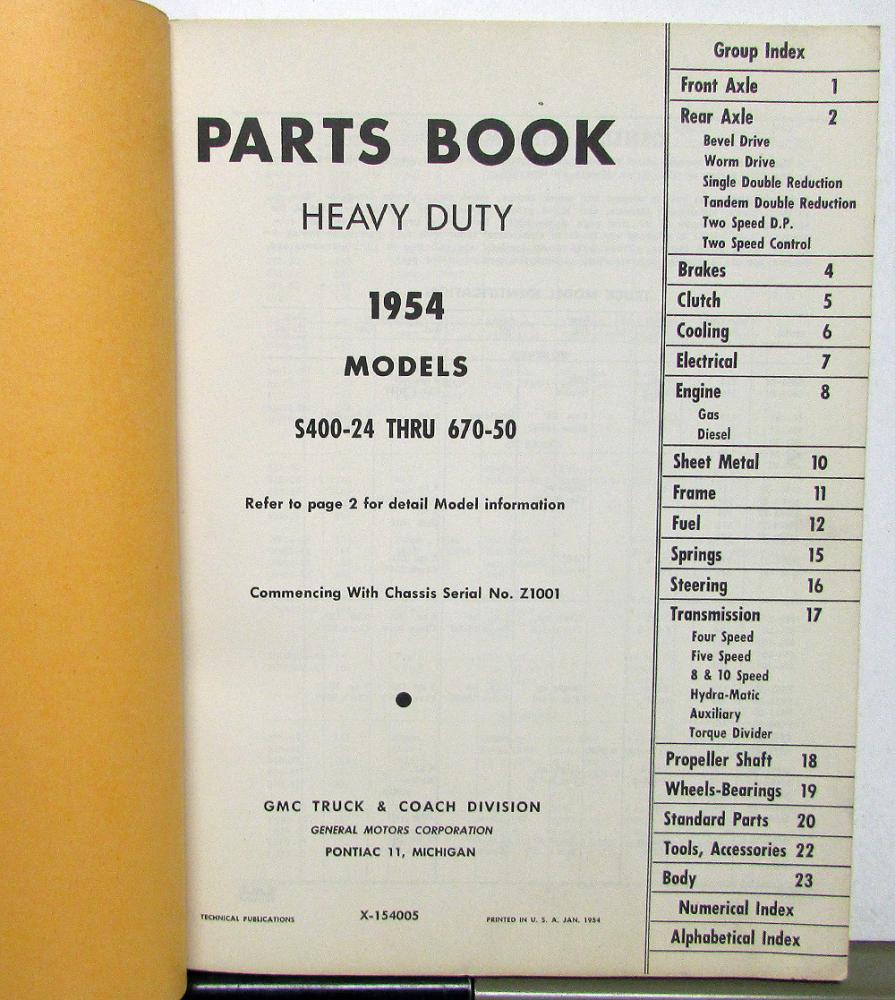 PARTS BOOK
HEAVY DUTY
1954
MODELS
S400-24 THRU 670-50
Refer to page 2 for detail Model information
Commencing With Chassis Serial No. Z1001
GMC TRUCK & COACH DIVISION
GENERAL MOTORS CORPORATION
PONTIAC 11, MICHIGAN
TECHNICAL PUBLICATIONS X-154005 PRINTED IN U. S. A. JAN. 1954
Group Index
Front Axle 1
Rear Axle 2
Bevel Drive
Worm Drive
Single Double Reduction
Tandem Double Reduction
Two Speed D.P.
Two Speed Control
Brakes 4
Clutch 5
Cooling 6
Electrical 7
Engine 8
Gas
Diesel
Sheet Metal 10
Frame 11
Fuel 12
Springs 15
Steering 16
Transmission 17
Four Speed
Five Speed
8 & 10 Speed
Hydra-Matic
Auxiliary
Torque Divider
Propeller Shaft 18
Wheels-Bearings 19
Standard Parts 20
Tools, Accessories 22
Body 23
Numerical Index
Alphabetical Index